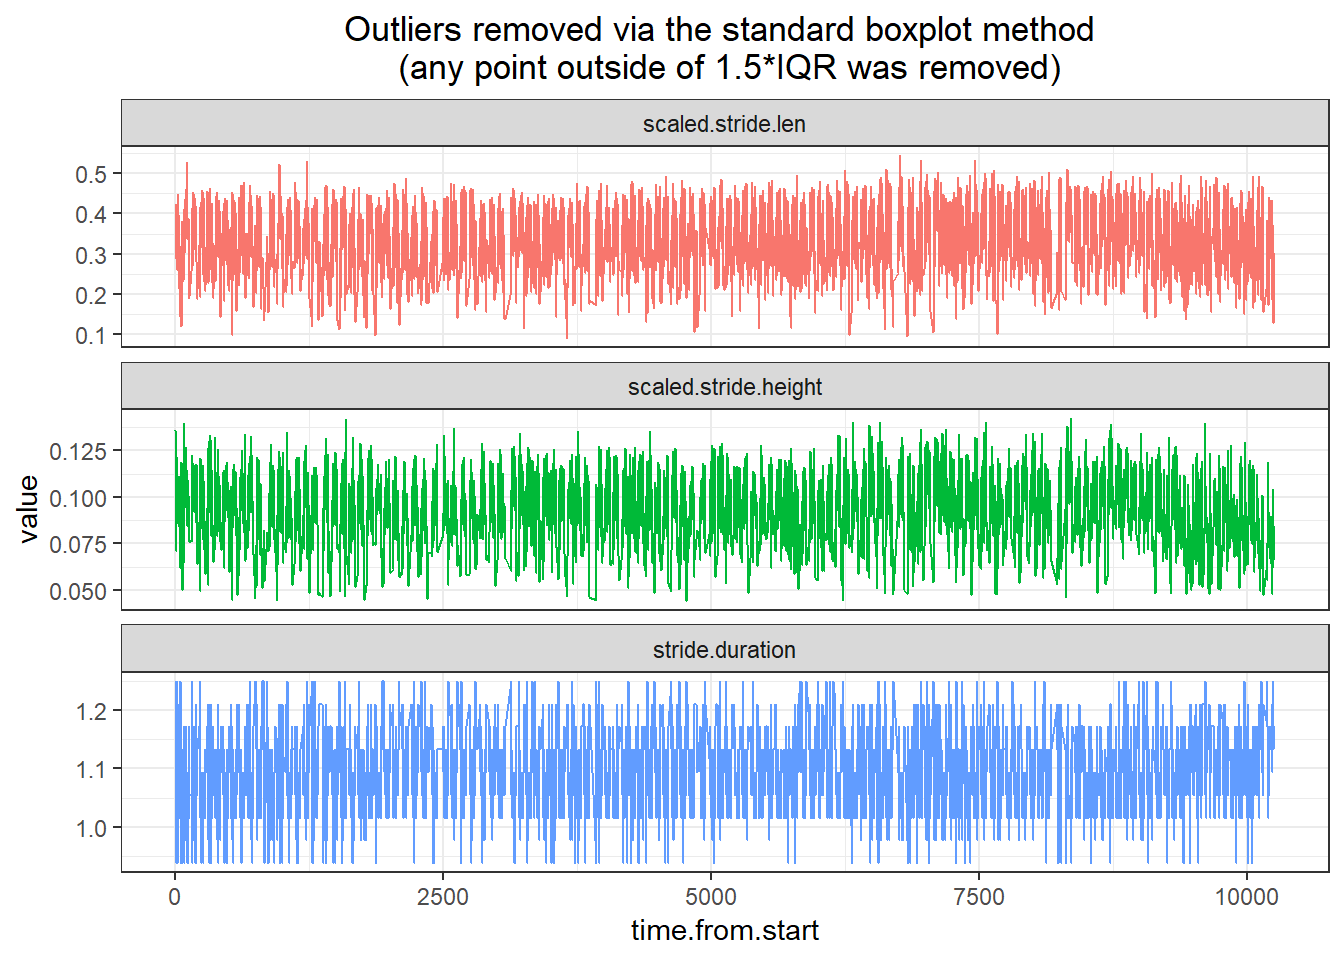 Outliers removed via the standard boxplot method
(any point outside of 1.5*IQR was removed)
scaled.stride.len
0.5
0.4
0.3
0.2
0.1
scaled.stride.height
0.125
0.100
0.075
0.050
value
stride.duration
1.2
1.1
1.0
0 2500 5000 7500 10000
time.from.start